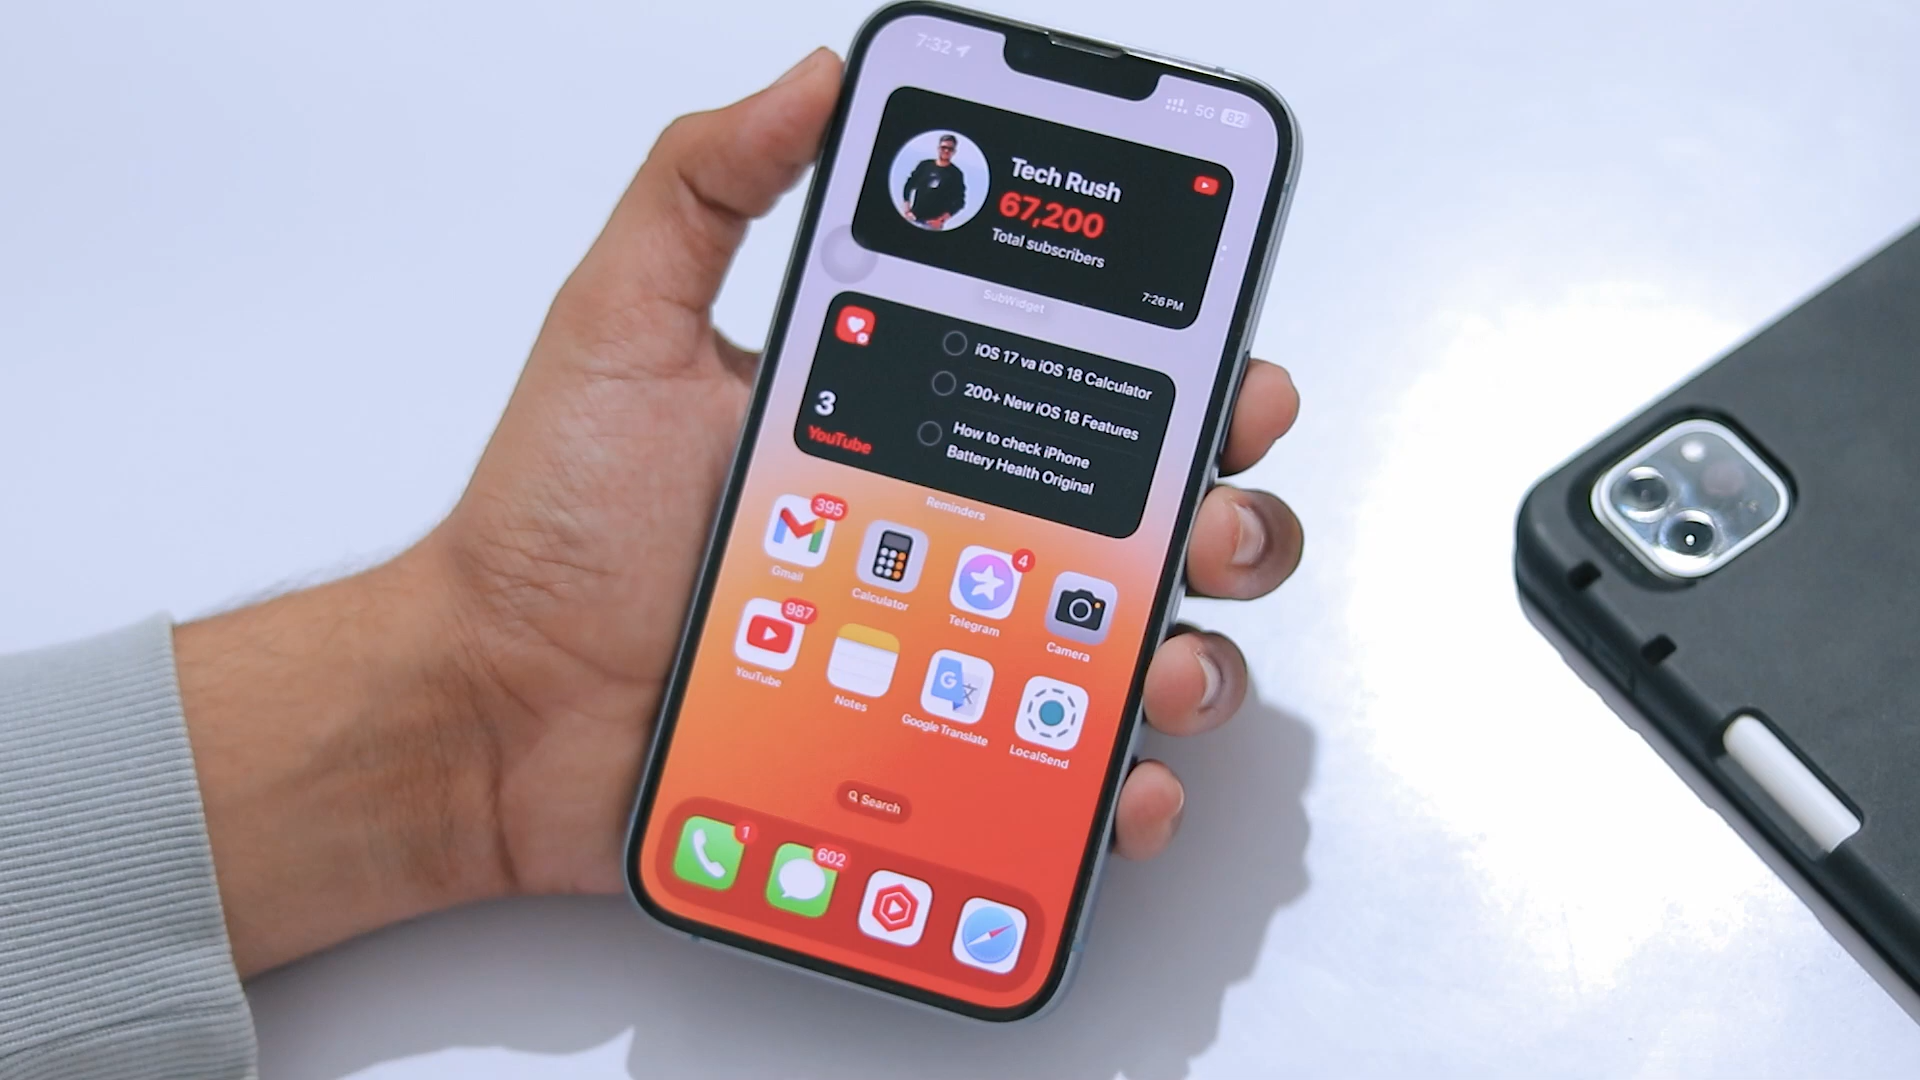 7:32
5G 82
Tech Rush
67,200
Total subscribers
7:26 PM
SubWidget
iOS 17 va iOS 18 Calculator
200+ New iOS 18 Features
How to check iPhone
Battery Health Original
3
YouTube
Reminders
395
4
Gmail
Calculator
Telegram
Camera
987
YouTube
Notes
Google Translate
LocalSend
Search
1
602